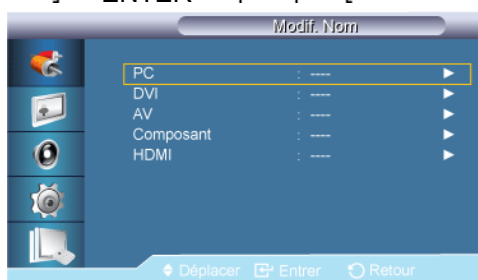 Modif. Nom
PC : ---- ►
DVI : ---- ►
AV : ---- ►
Composant : ---- ►
HDMI : ---- ►
Déplacer Entrer Retour